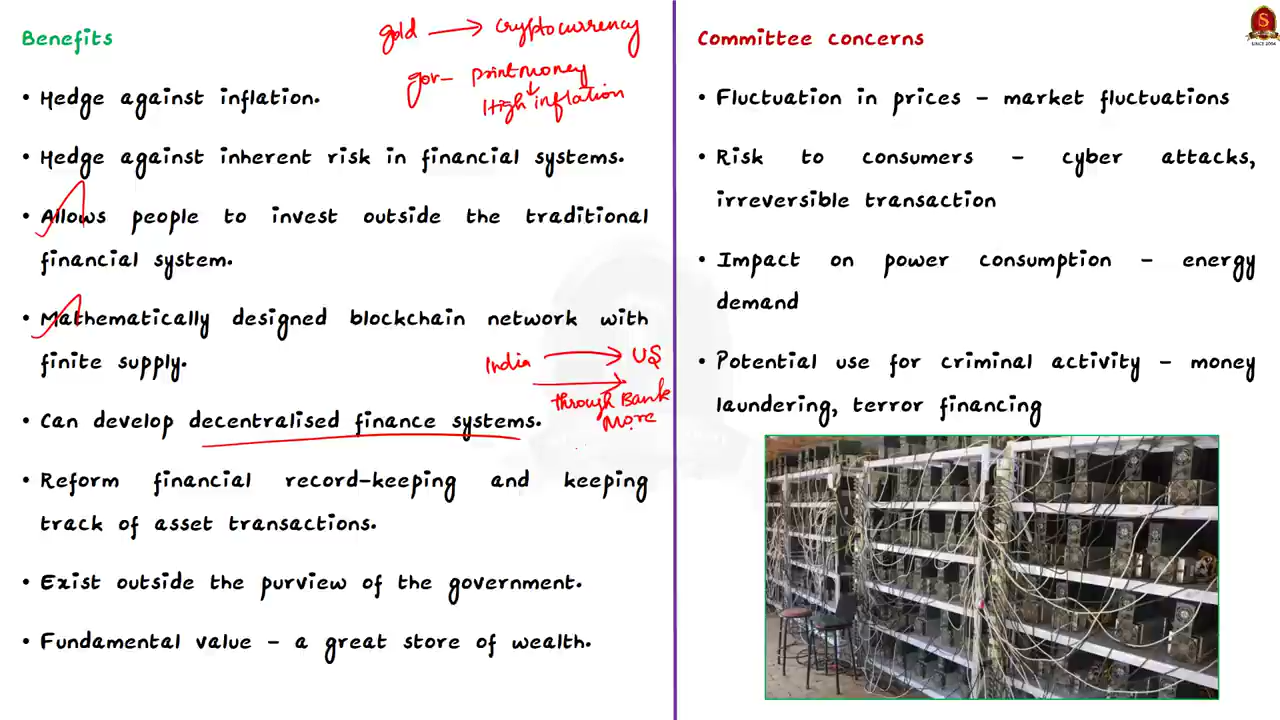 Benefits
gold → cryptocurrency
gov - print money
↓
High inflation
• Hedge against inflation.
• Hedge against inherent risk in financial systems.
• Allows people to invest outside the traditional
financial system.
• Mathematically designed blockchain network with
finite supply.
India → US
through Bank
More
• Can develop decentralised finance systems.
• Reform financial record-keeping and keeping
track of asset transactions.
• Exist outside the purview of the government.
• Fundamental value - a great store of wealth.
Committee concerns
• Fluctuation in prices - market fluctuations
• Risk to consumers - cyber attacks,
irreversible transaction
• Impact on power consumption - energy
demand
• Potential use for criminal activity - money
laundering, terror financing
S
SINCE 2004